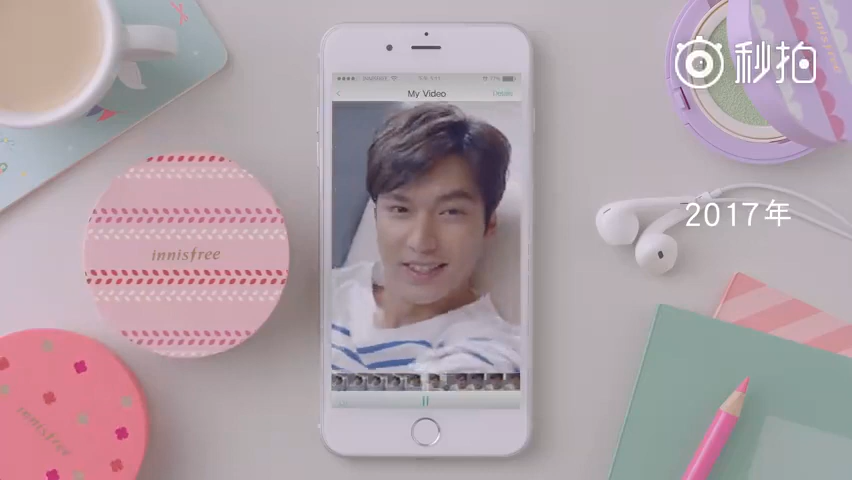 秒拍
My Video
Details
innisfree
2017年
innisfree